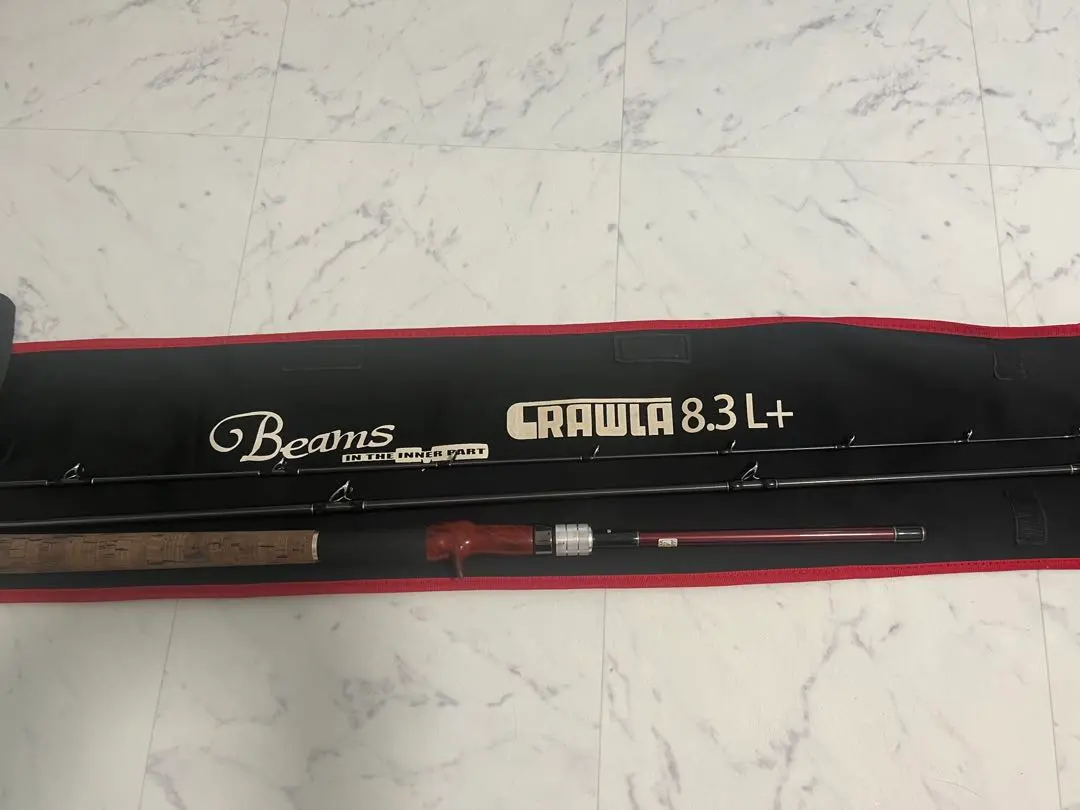 Beams
IN THE INNER PART
CRAWLA 8.3 L+